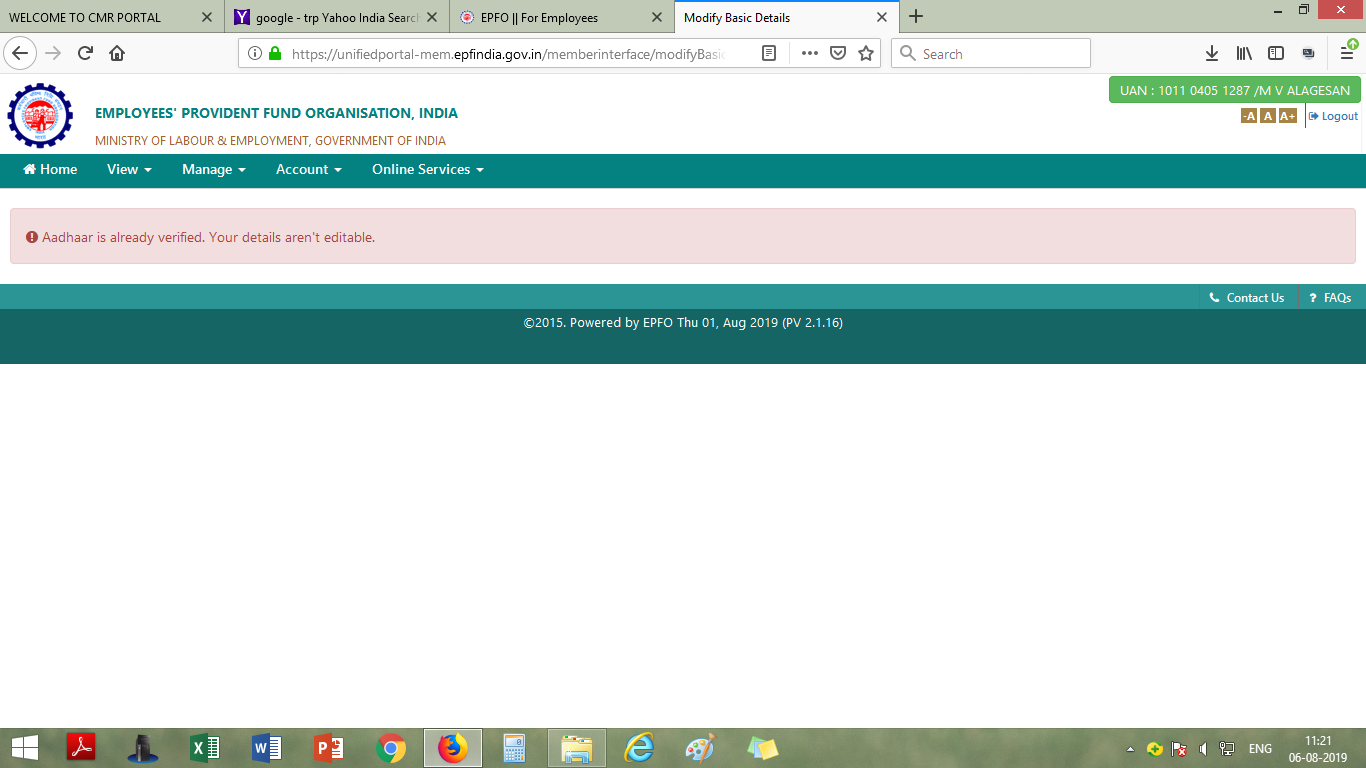 WELCOME TO CMR PORTAL
google - trp Yahoo India Search
EPFO || For Employees
Modify Basic Details
https://unifiedportal-mem.epfindia.gov.in/memberinterface/modifyBasic
Search
UAN : 1011 0405 1287 /M V ALAGESAN
EMPLOYEES' PROVIDENT FUND ORGANISATION, INDIA
-A A A+ Logout
MINISTRY OF LABOUR & EMPLOYMENT, GOVERNMENT OF INDIA
Home View Manage Account Online Services
Aadhaar is already verified. Your details aren't editable.
Contact Us ? FAQs
©2015. Powered by EPFO Thu 01, Aug 2019 (PV 2.1.16)
ENG
11:21
06-08-2019